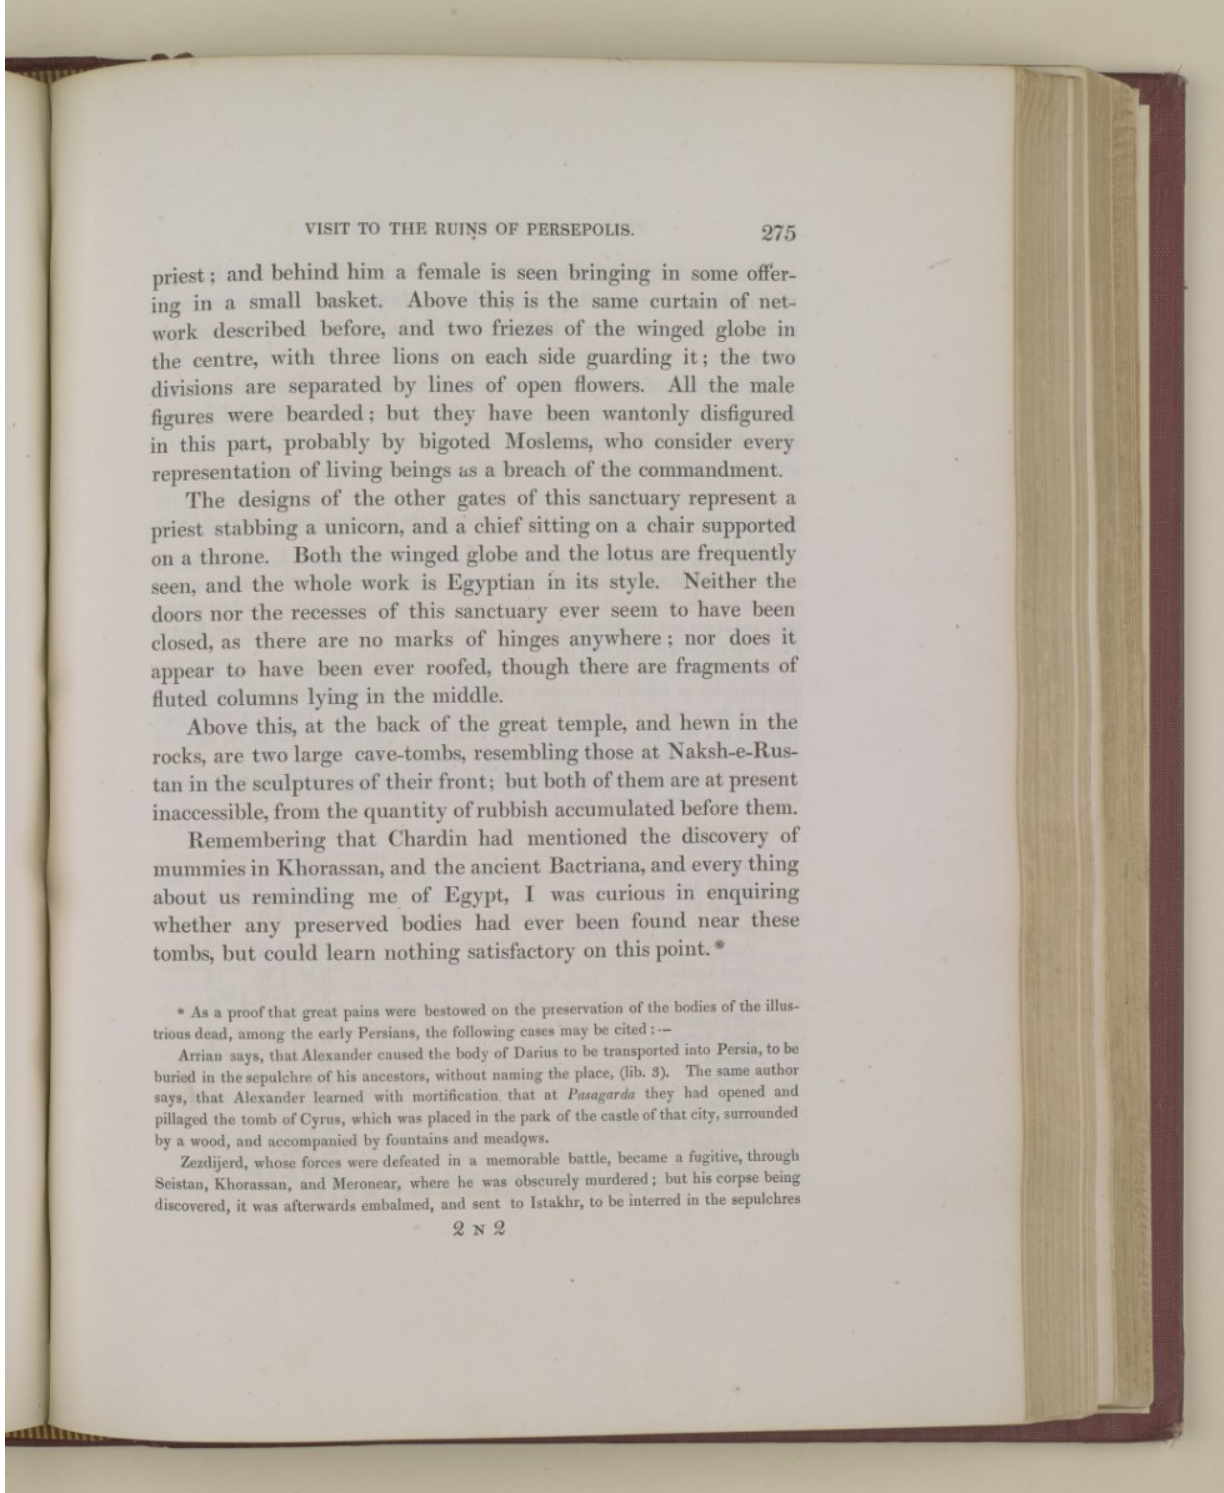 VISIT TO THE RUINS OF PERSEPOLIS. 275
priest; and behind him a female is seen bringing in some offer-
ing in a small basket. Above this is the same curtain of net-
work described before, and two friezes of the winged globe in
the centre, with three lions on each side guarding it; the two
divisions are separated by lines of open flowers. All the male
figures were bearded; but they have been wantonly disfigured
in this part, probably by bigoted Moslems, who consider every
representation of living beings as a breach of the commandment.
The designs of the other gates of this sanctuary represent a
priest stabbing a unicorn, and a chief sitting on a chair supported
on a throne. Both the winged globe and the lotus are frequently
seen, and the whole work is Egyptian in its style. Neither the
doors nor the recesses of this sanctuary ever seem to have been
closed, as there are no marks of hinges anywhere; nor does it
appear to have been ever roofed, though there are fragments of
fluted columns lying in the middle.
Above this, at the back of the great temple, and hewn in the
rocks, are two large cave-tombs, resembling those at Naksh-e-Rus-
tan in the sculptures of their front; but both of them are at present
inaccessible, from the quantity of rubbish accumulated before them.
Remembering that Chardin had mentioned the discovery of
mummies in Khorassan, and the ancient Bactriana, and every thing
about us reminding me of Egypt, I was curious in enquiring
whether any preserved bodies had ever been found near these
tombs, but could learn nothing satisfactory on this point.*
* As a proof that great pains were bestowed on the preservation of the bodies of the illus-
trious dead, among the early Persians, the following cases may be cited:—
Arrian says, that Alexander caused the body of Darius to be transported into Persia, to be
buried in the sepulchre of his ancestors, without naming the place, (lib. 3). The same author
says, that Alexander learned with mortification that at Pasagarda they had opened and
pillaged the tomb of Cyrus, which was placed in the park of the castle of that city, surrounded
by a wood, and accompanied by fountains and meadows.
Zezdijerd, whose forces were defeated in a memorable battle, became a fugitive, through
Seistan, Khorassan, and Meronear, where he was obscurely murdered; but his corpse being
discovered, it was afterwards embalmed, and sent to Istakhr, to be interred in the sepulchres
2 N 2